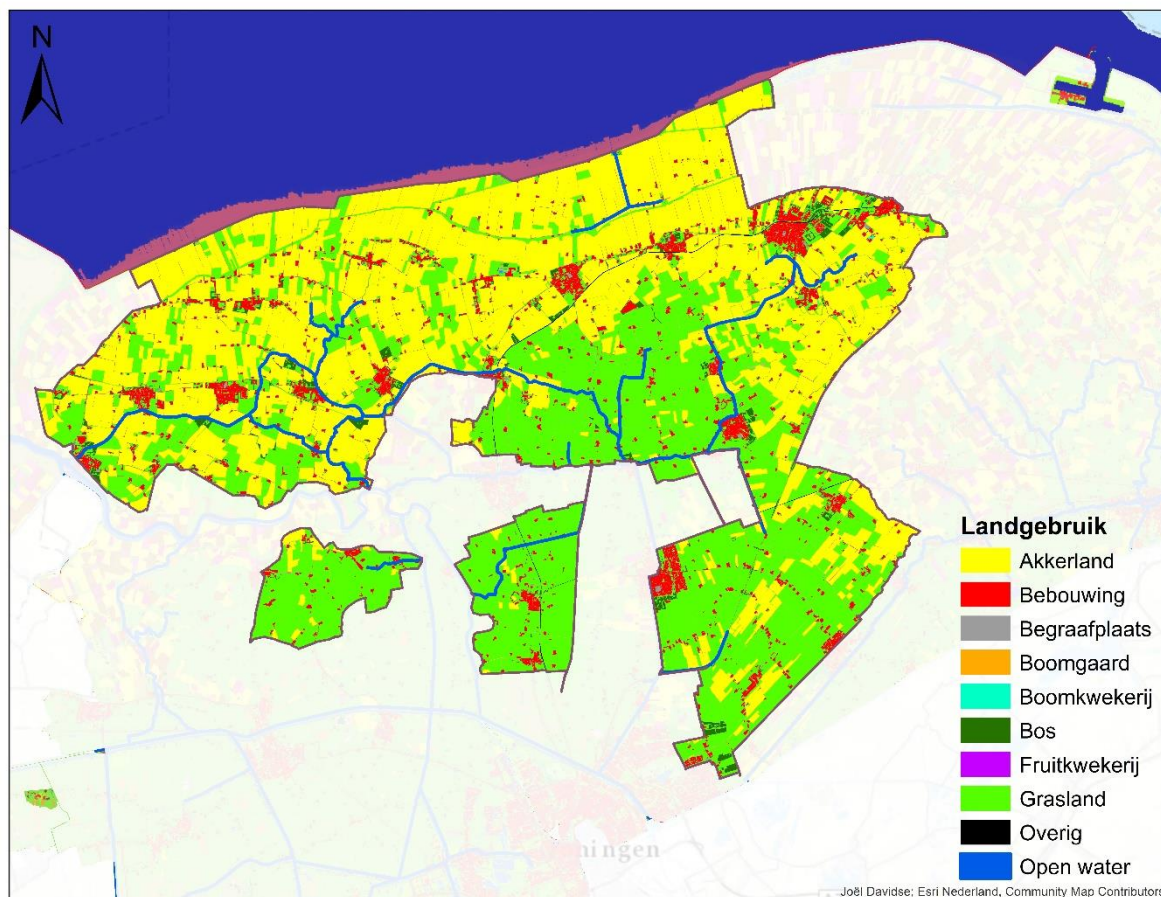 N
Landgebruik
Akkerland
Bebouwing
Begraafplaats
Boomgaard
Boomkwekerij
Bos
Fruitkwekerij
Grasland
Overig
Open water
ningen
Joël Davidse; Esri Nederland, Community Map Contributors